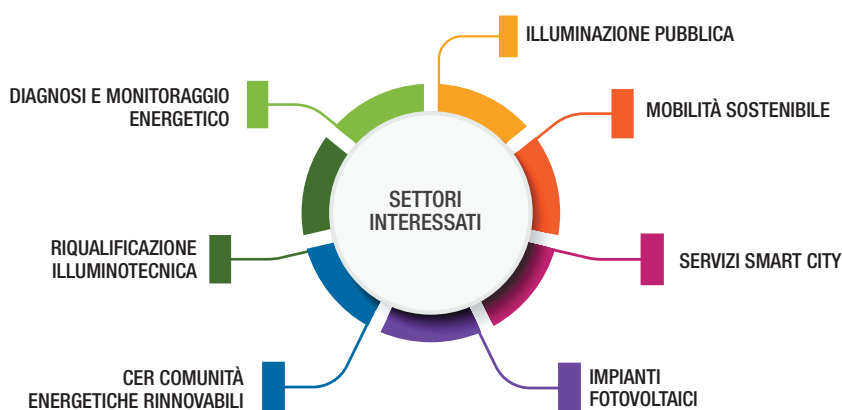 ILLUMINAZIONE PUBBLICA
DIAGNOSI E MONITORAGGIO
ENERGETICO
MOBILITÀ SOSTENIBILE
SETTORI
INTERESSATI
RIQUALIFICAZIONE
ILLUMINOTECNICA
SERVIZI SMART CITY
CER COMUNITÀ
ENERGETICHE RINNOVABILI
IMPIANTI
FOTOVOLTAICI